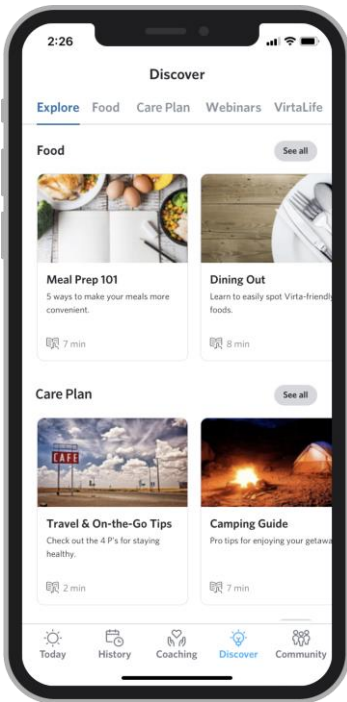 2:26
Discover
Explore Food Care Plan Webinars VirtaLife
Food
See all
Meal Prep 101
5 ways to make your meals more
convenient.
7 min
Dining Out
Learn to easily spot Virta-friendly
foods.
8 min
Care Plan
See all
CAFE
Travel & On-the-Go Tips
Check out the 4 P's for staying
healthy.
2 min
Camping Guide
Pro tips for enjoying your getawa
7 min
Today History Coaching Discover Community